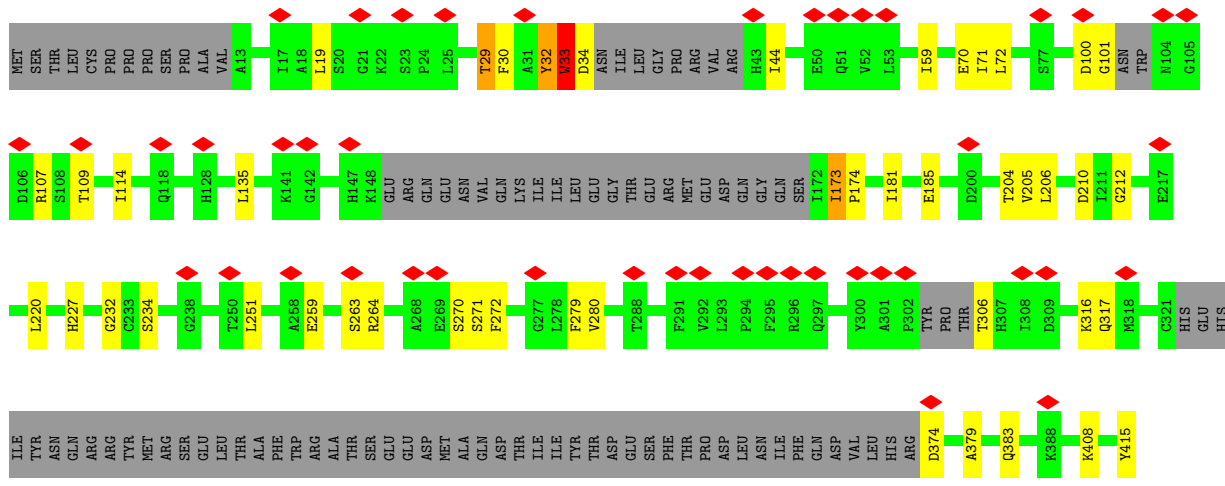 MET SER THR LEU CYS PRO PRO PRO SER PRO ALA VAL A13 I17 A18 L19 S20 G21 K22 S23 P24 L25 T29 F30 A31 Y32 W33 D34 ASN ILE LEU GLY PRO ARG VAL ARG H43 I44 E50 Q51 V52 L53 I59 E70 I71 L72 S77 D100 G101 ASN TRP N104 G105
D106 R107 S108 T109 I114 Q118 H128 L135 K141 G142 H147 K148 GLU ARG GLN GLU ASN VAL GLN LYS ILE ILE LEU GLU GLY THR GLU ARG MET GLU ASP GLN GLY GLN SER I172 I173 P174 I181 E185 D200 T204 V205 L206 D210 I211 G212 E217
L220 H227 G232 C233 S234 G238 T250 L251 A258 E259 S263 R264 A268 E269 S270 S271 F272 G277 L278 F279 V280 T288 F291 V292 L293 P294 F295 R296 Q297 Y300 A301 P302 TYR PRO THR T306 H307 I308 D309 K316 Q317 M318 C321 HIS GLU HIS
ILE TYR ASN GLN ARG ARG TYR MET ARG SER GLU LEU THR ALA PHE TRP ARG ALA THR SER GLU GLU ASP MET ALA GLN ASP THR ILE ILE TYR THR ASP GLU SER PHE THR PRO ASP LEU ASN ILE PHE GLN ASP VAL LEU HIS ARG D374 A379 Q383 K388 K408 Y415